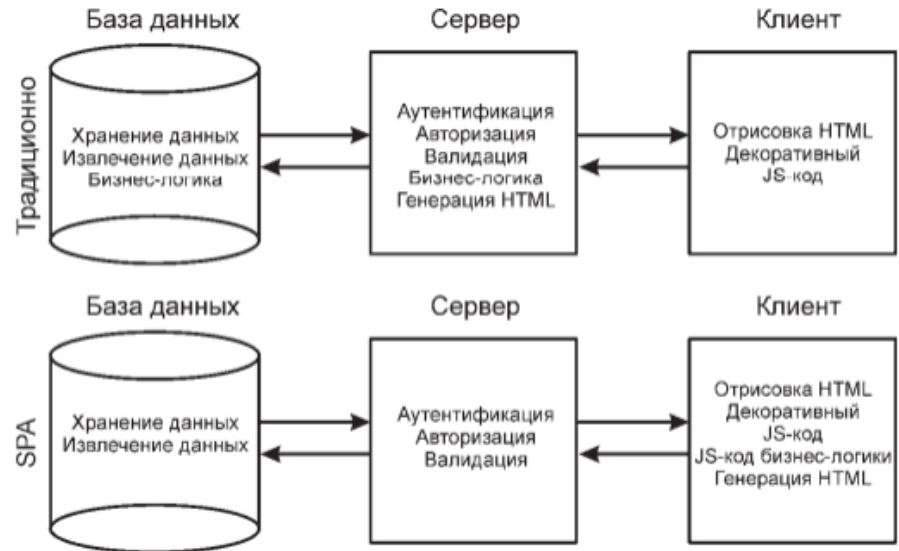 База данных
Сервер
Клиент
Традиционно
Хранение данных
Извлечение данных
Бизнес-логика
Аутентификация
Авторизация
Валидация
Бизнес-логика
Генерация HTML
Отрисовка HTML
Декоративный
JS-код
База данных
Сервер
Клиент
SPA
Хранение данных
Извлечение данных
Аутентификация
Авторизация
Валидация
Отрисовка HTML
Декоративный
JS-код
JS-код бизнес-логики
Генерация HTML